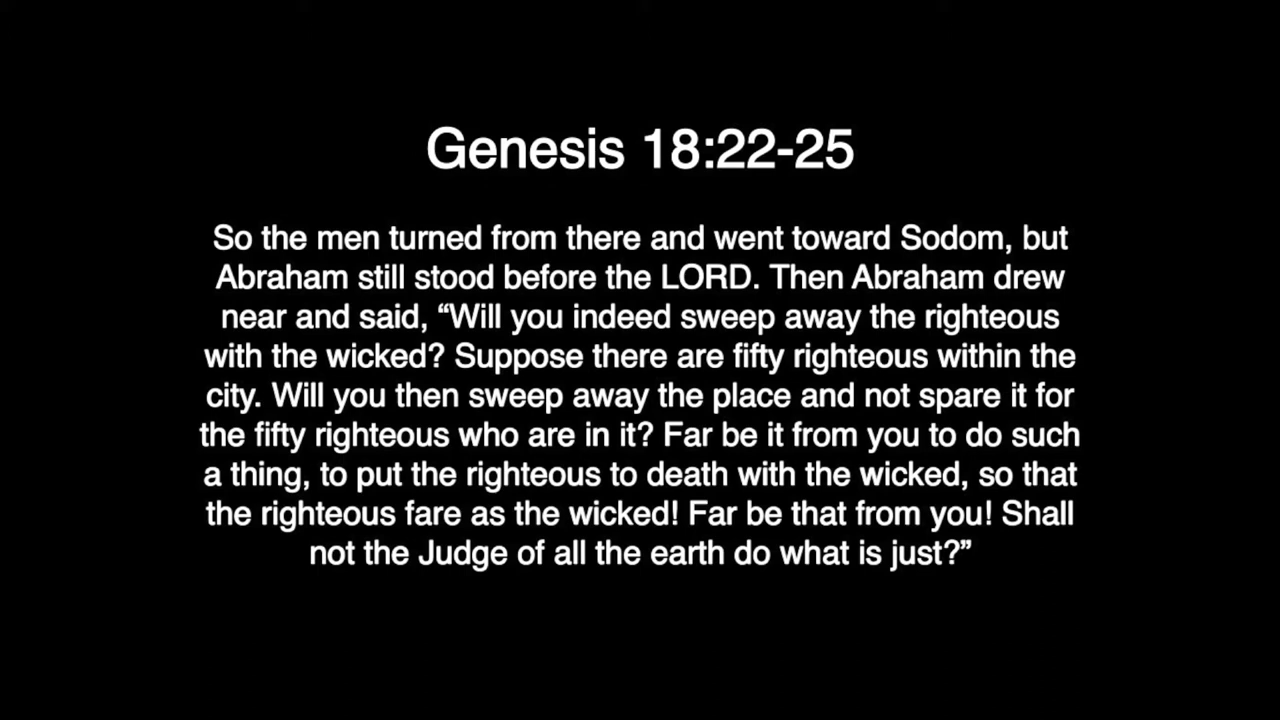 Genesis 18:22-25
So the men turned from there and went toward Sodom, but
Abraham still stood before the LORD. Then Abraham drew
near and said, “Will you indeed sweep away the righteous
with the wicked? Suppose there are fifty righteous within the
city. Will you then sweep away the place and not spare it for
the fifty righteous who are in it? Far be it from you to do such
a thing, to put the righteous to death with the wicked, so that
the righteous fare as the wicked! Far be that from you! Shall
not the Judge of all the earth do what is just?”